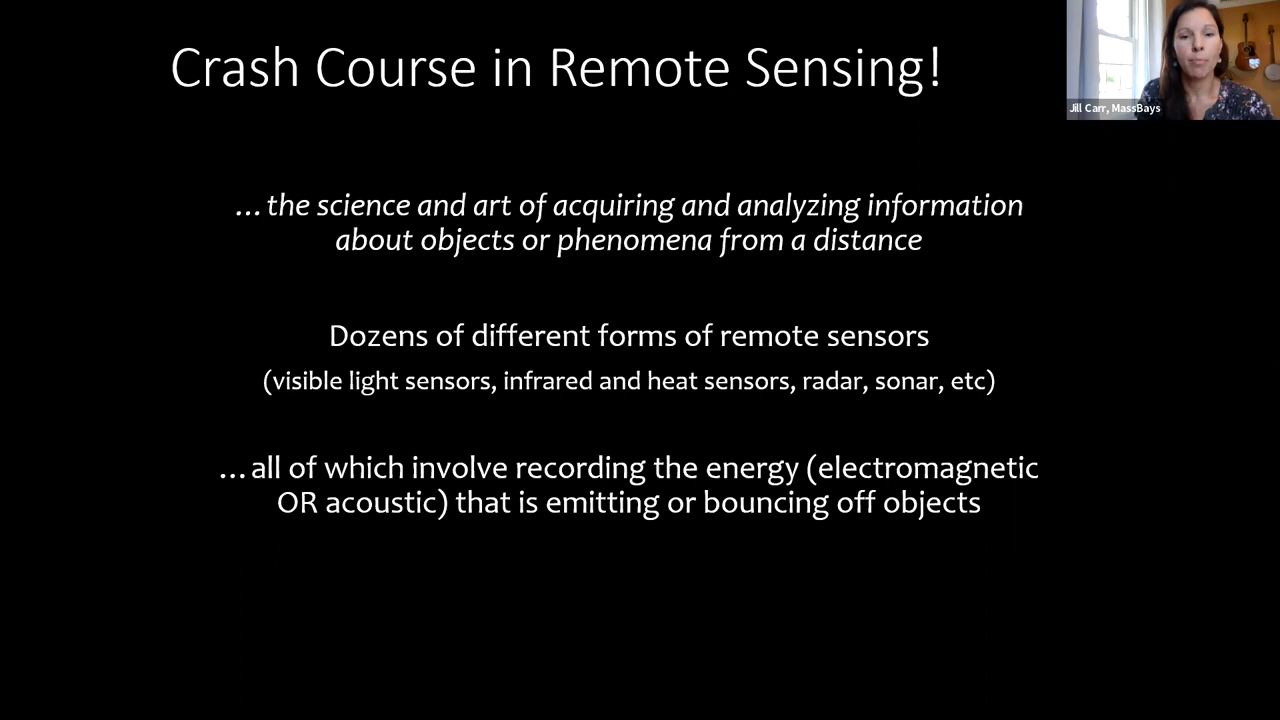 Crash Course in Remote Sensing!
Jill Carr, MassBays
...the science and art of acquiring and analyzing information
about objects or phenomena from a distance
Dozens of different forms of remote sensors
(visible light sensors, infrared and heat sensors, radar, sonar, etc)
...all of which involve recording the energy (electromagnetic
OR acoustic) that is emitting or bouncing off objects